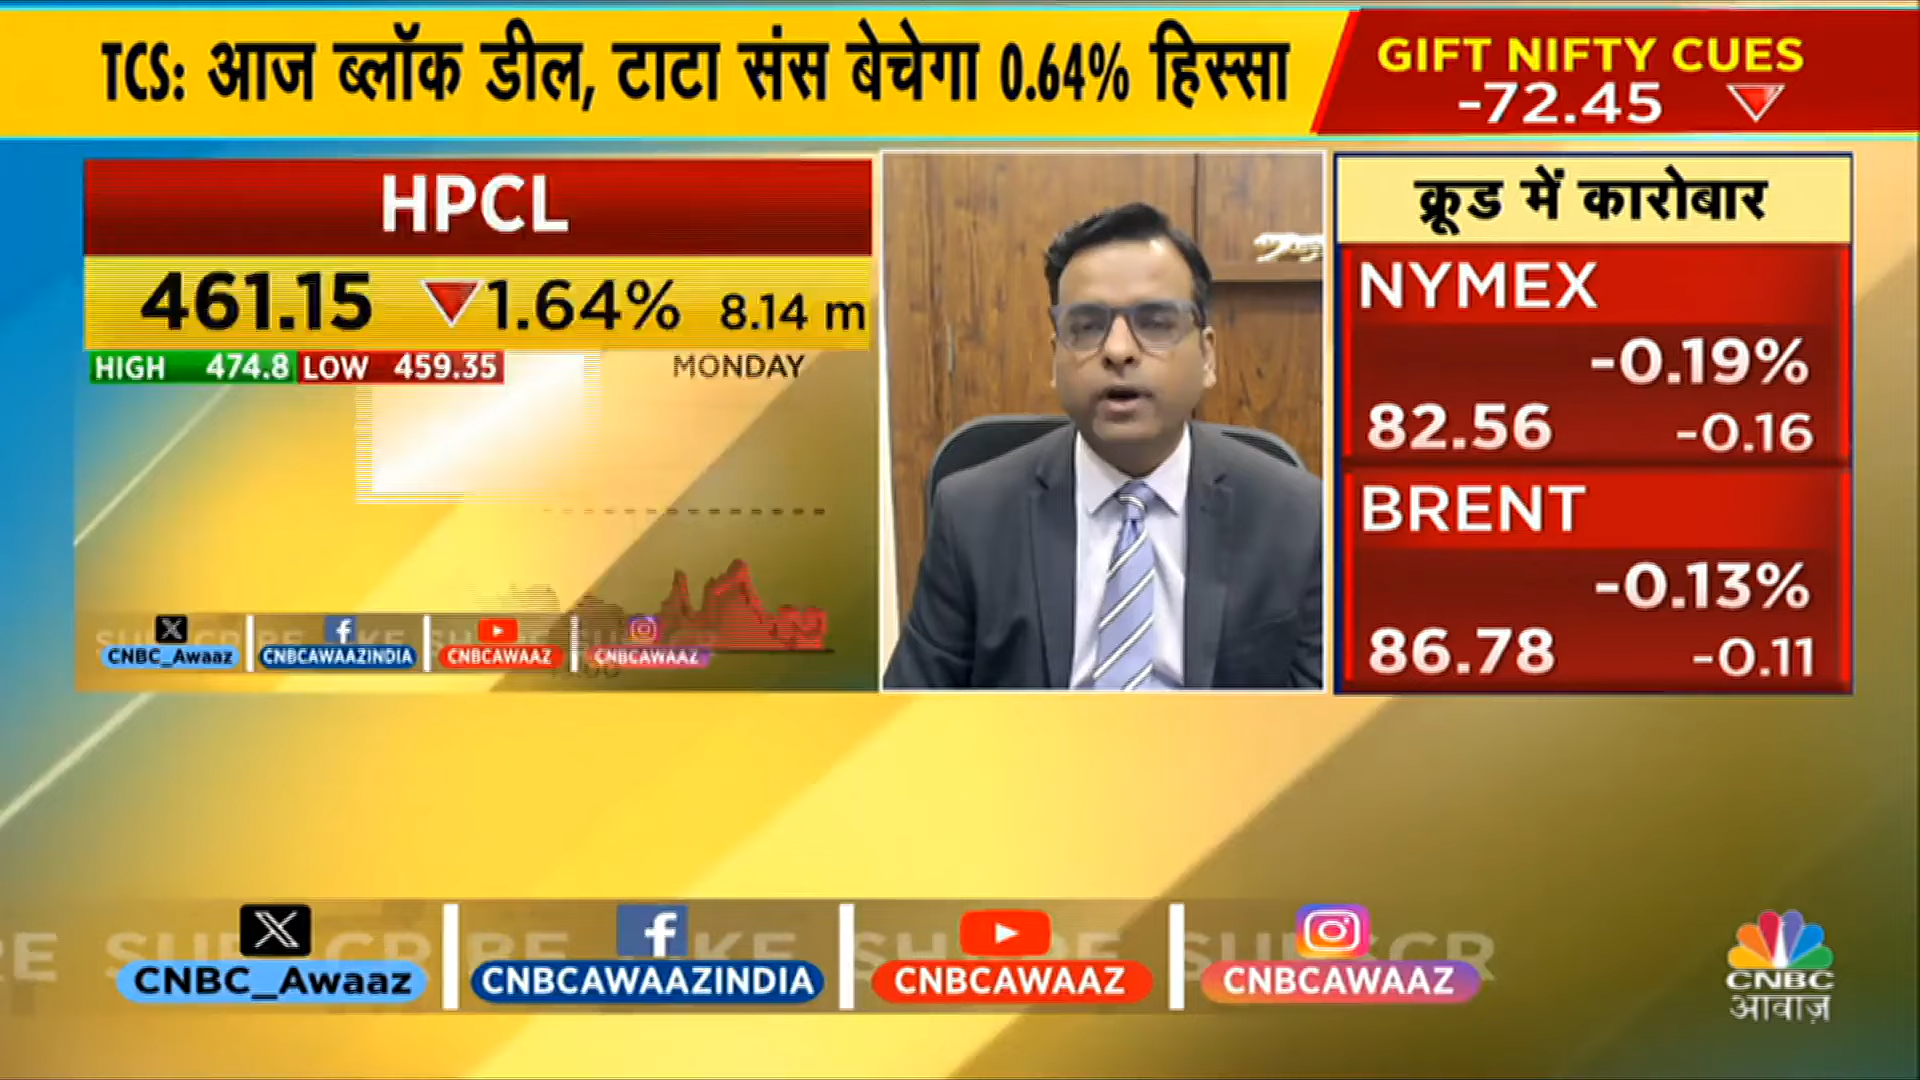 TCS: आज ब्लॉक डील, टाटा संस बेचेगा 0.64% हिस्सा
GIFT NIFTY CUES
-72.45
HPCL
461.15 1.64% 8.14 m
HIGH 474.8 LOW 459.35
MONDAY
क्रूड में कारोबार
NYMEX
-0.19%
82.56 -0.16
BRENT
-0.13%
86.78 -0.11
CNBC_Awaaz CNBCAWAAZINDIA CNBCAWAAZ CNBCAWAAZ
CNBC_Awaaz CNBCAWAAZINDIA CNBCAWAAZ CNBCAWAAZ
CNBC
आवाज़